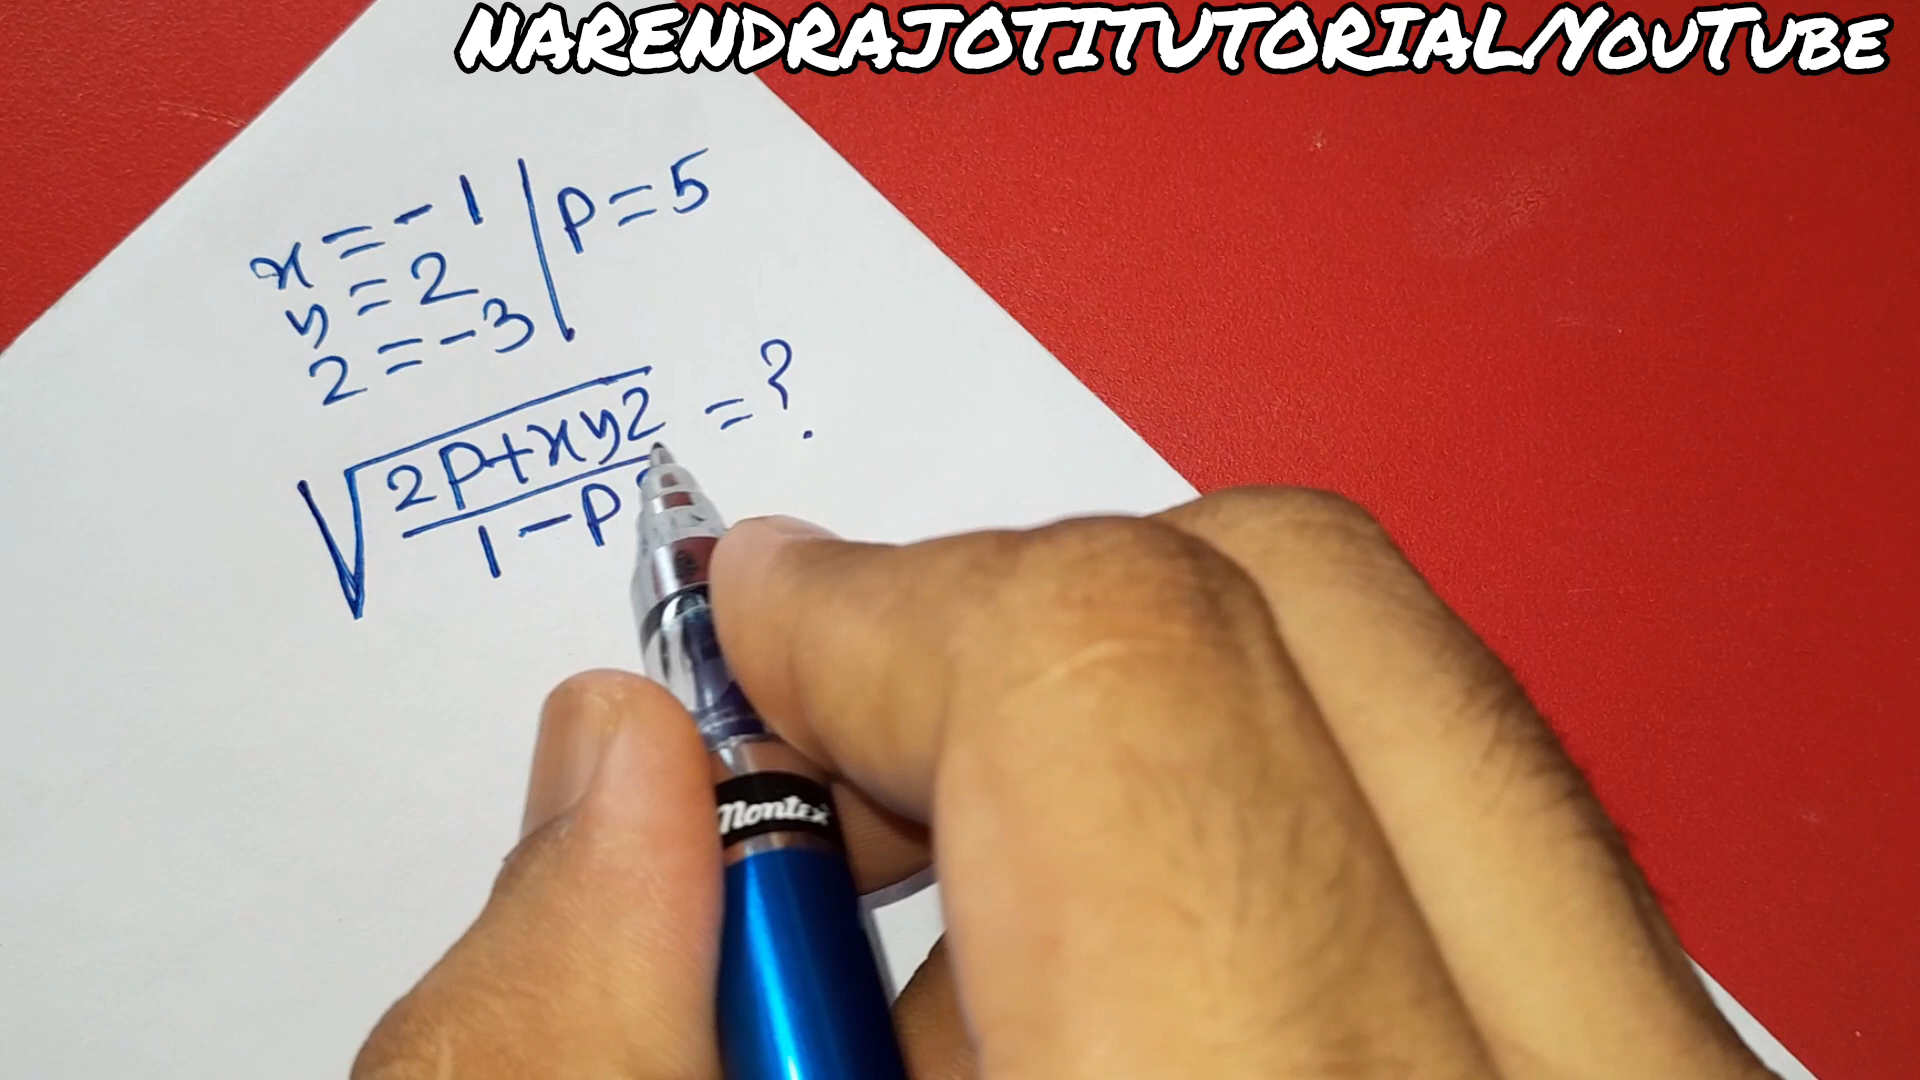 NARENDRAJOTITUTORIAL/YOUTUBE
x = -1 | p = 5
y = 2
z = -3
√(2p+xyz / 1-p) = ?
Montex